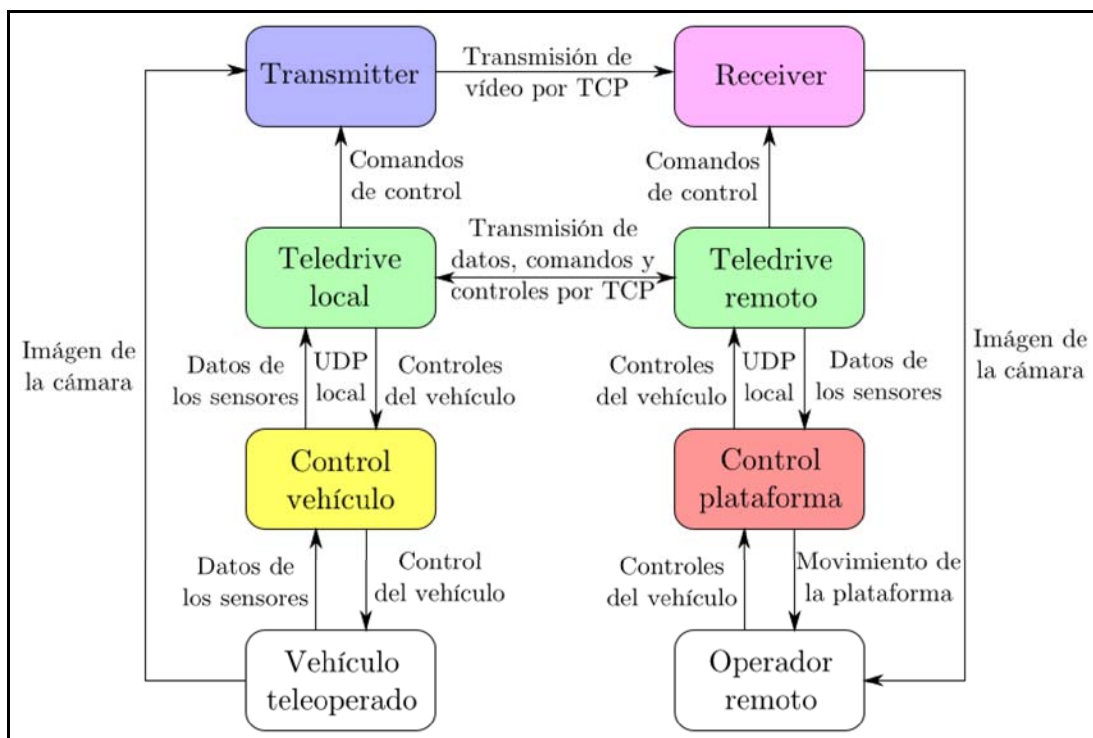 Transmitter
Transmisión de
vídeo por TCP
Receiver
Comandos
de control
Comandos
de control
Teledrive
local
Transmisión de
datos, comandos y
controles por TCP
Teledrive
remoto
Imágen de
la cámara
Datos de
los sensores
UDP
local
Controles
del vehículo
Controles
del vehículo
UDP
local
Datos de
los sensores
Imágen de
la cámara
Control
vehículo
Control
plataforma
Datos de
los sensores
Control
del vehículo
Controles
del vehículo
Movimiento de
la plataforma
Vehículo
teleoperado
Operador
remoto